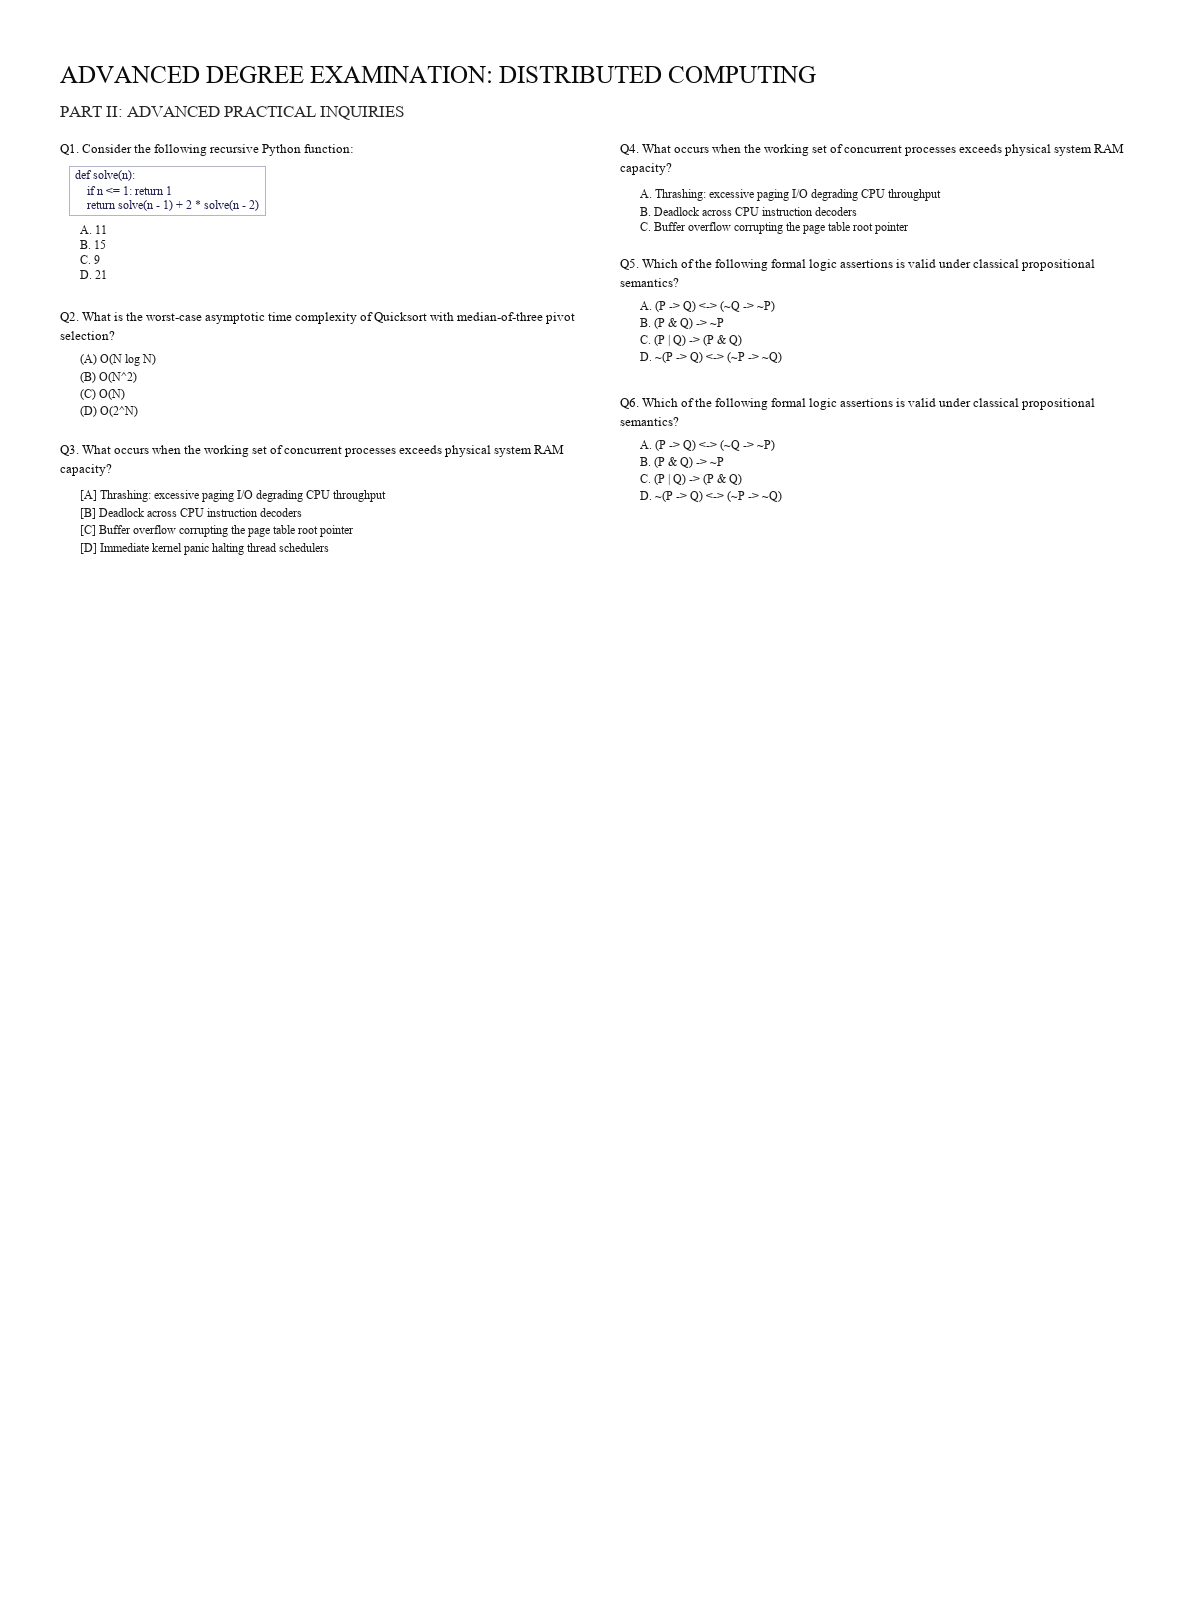 ADVANCED DEGREE EXAMINATION: DISTRIBUTED COMPUTING
PART II: ADVANCED PRACTICAL INQUIRIES
Q1. Consider the following recursive Python function:
def solve(n):
    if n <= 1: return 1
    return solve(n - 1) + 2 * solve(n - 2)
A. 11
B. 15
C. 9
D. 21
Q2. What is the worst-case asymptotic time complexity of Quicksort with median-of-three pivot
selection?
(A) O(N log N)
(B) O(N^2)
(C) O(N)
(D) O(2^N)
Q3. What occurs when the working set of concurrent processes exceeds physical system RAM
capacity?
[A] Thrashing: excessive paging I/O degrading CPU throughput
[B] Deadlock across CPU instruction decoders
[C] Buffer overflow corrupting the page table root pointer
[D] Immediate kernel panic halting thread schedulers
Q4. What occurs when the working set of concurrent processes exceeds physical system RAM
capacity?
A. Thrashing: excessive paging I/O degrading CPU throughput
B. Deadlock across CPU instruction decoders
C. Buffer overflow corrupting the page table root pointer
Q5. Which of the following formal logic assertions is valid under classical propositional
semantics?
A. (P -> Q) <-> (~Q -> ~P)
B. (P & Q) -> ~P
C. (P | Q) -> (P & Q)
D. ~(P -> Q) <-> (~P -> ~Q)
Q6. Which of the following formal logic assertions is valid under classical propositional
semantics?
A. (P -> Q) <-> (~Q -> ~P)
B. (P & Q) -> ~P
C. (P | Q) -> (P & Q)
D. ~(P -> Q) <-> (~P -> ~Q)